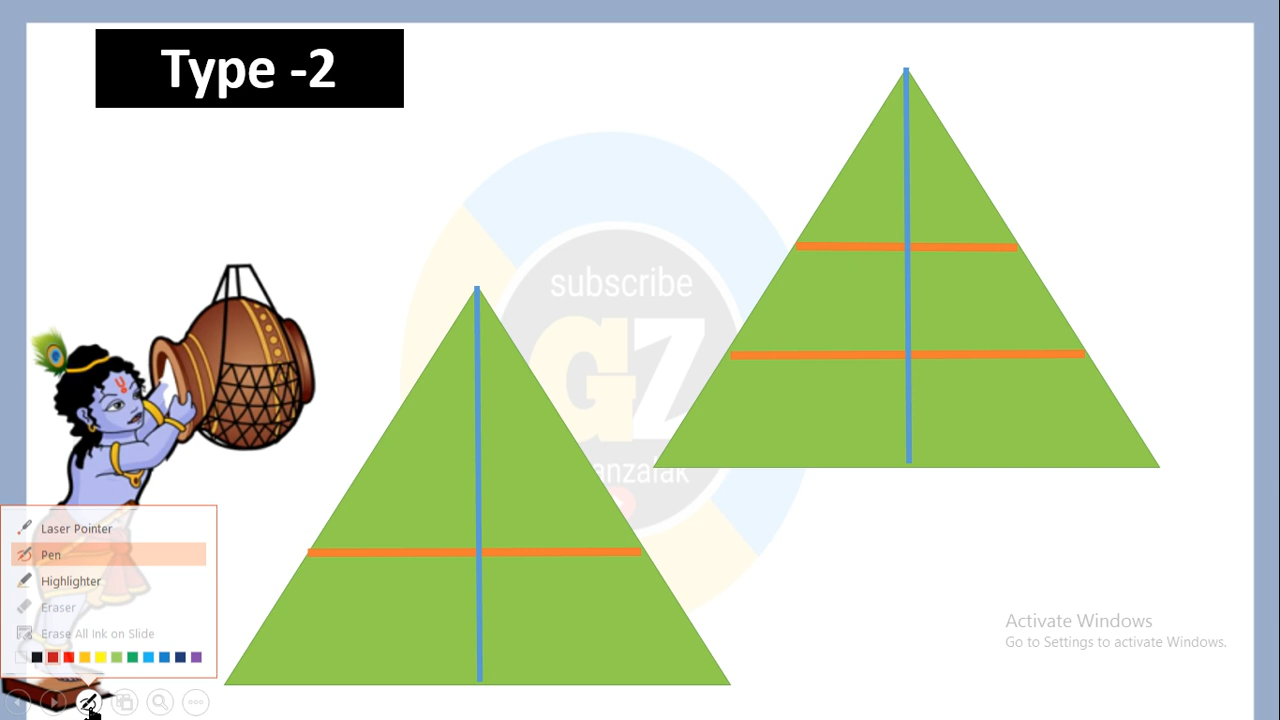 Type -2
subscribe
GZ
anzalak
Laser Pointer
Pen
Highlighter
Eraser
Erase All Ink on Slide
Activate Windows
Go to Settings to activate Windows.